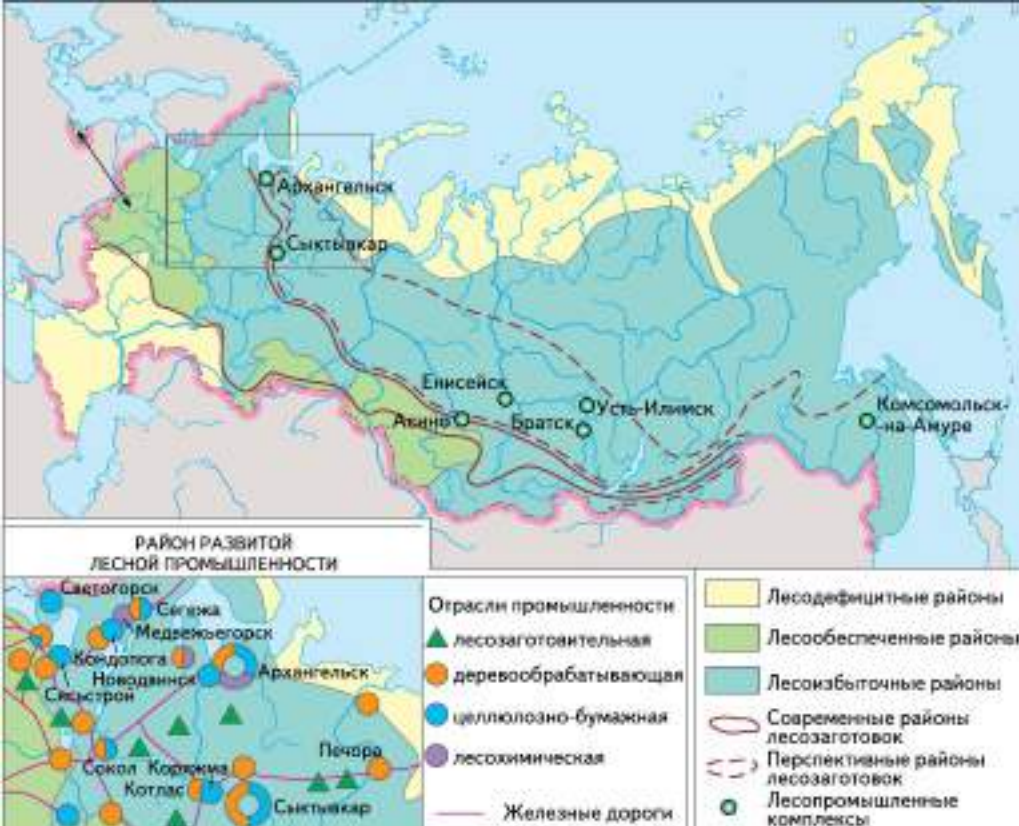 Архангельск
Сыктывкар
Енисейск
Ачино
Братск
Усть-Илимск
Комсомольск-
-на-Амуре
РАЙОН РАЗВИТОЙ
ЛЕСНОЙ ПРОМЫШЛЕННОСТИ
Светогорск
Сегежа
Медвежьегорск
Кондопога
Новодвинск
Архангельск
Сясьстрой
Печора
Сокол
Коряжма
Котлас
Сыктывкар
Отрасли промышленности
лесозаготовительная
деревообрабатывающая
целлюлозно-бумажная
лесохимическая
Железные дороги
Лесодефицитные районы
Лесообеспеченные районы
Лесоизбыточные районы
Современные районы
лесозаготовок
Перспективные районы
лесозаготовок
Лесопромышленные
комплексы